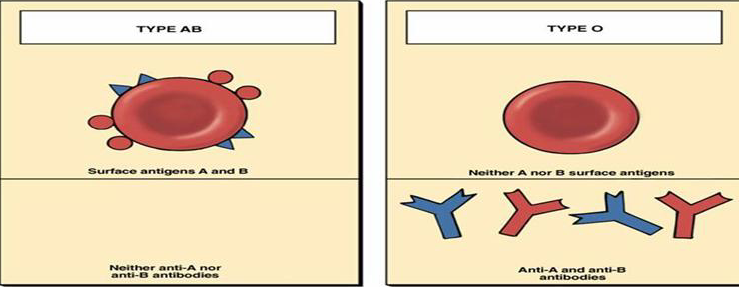 TYPE AB
Surface antigens A and B
Neither anti-A nor
anti-B antibodies
TYPE O
Neither A nor B surface antigens
Anti-A and anti-B
antibodies